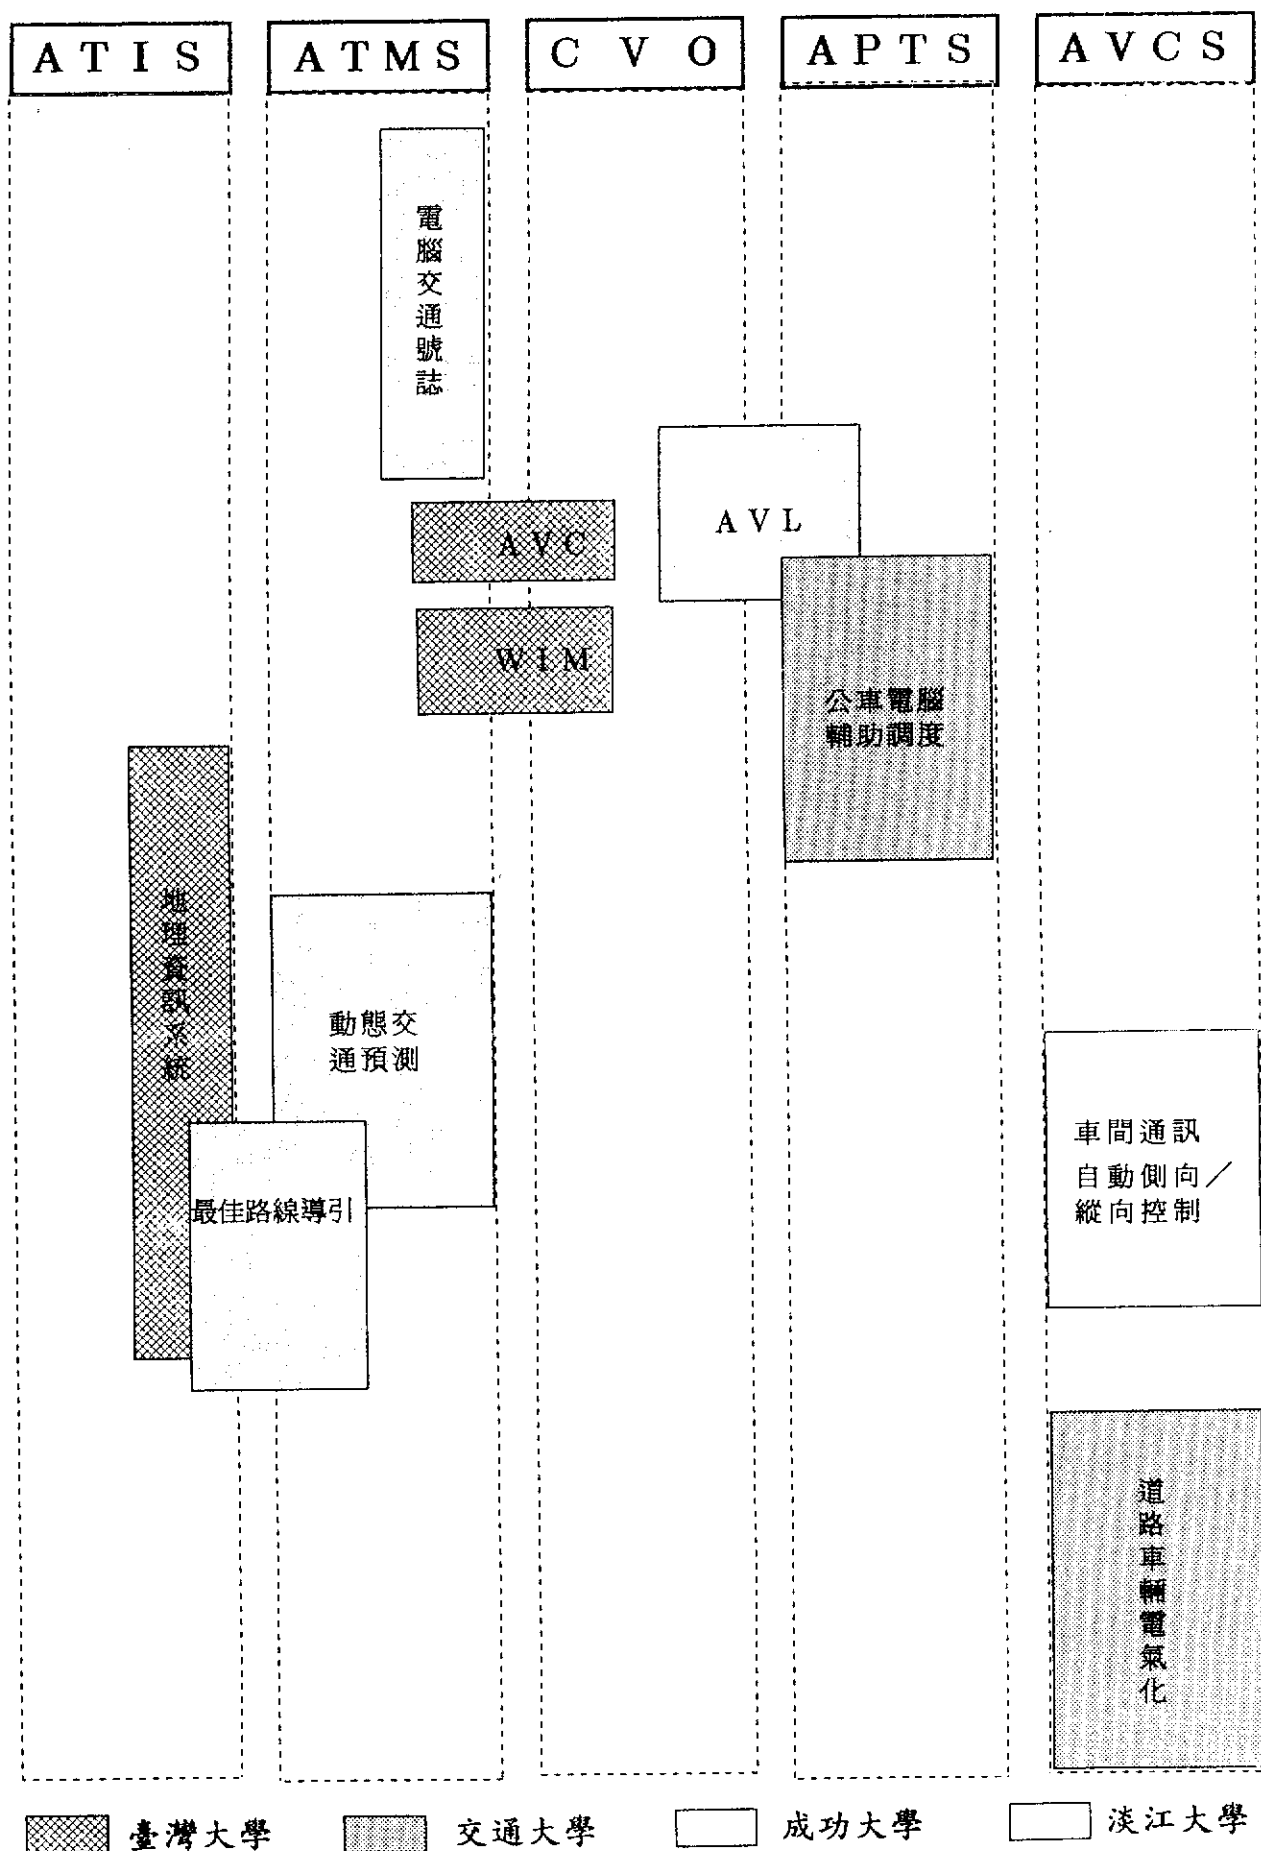 ATIS
ATMS
CVO
APTS
AVCS
電腦交通號誌
AVL
AVC
WIM
公車電腦
輔助調度
地理資訊系統
動態交
通預測
最佳路線導引
車間通訊
自動側向／
縱向控制
道路車輛電氣化
臺灣大學
交通大學
成功大學
淡江大學